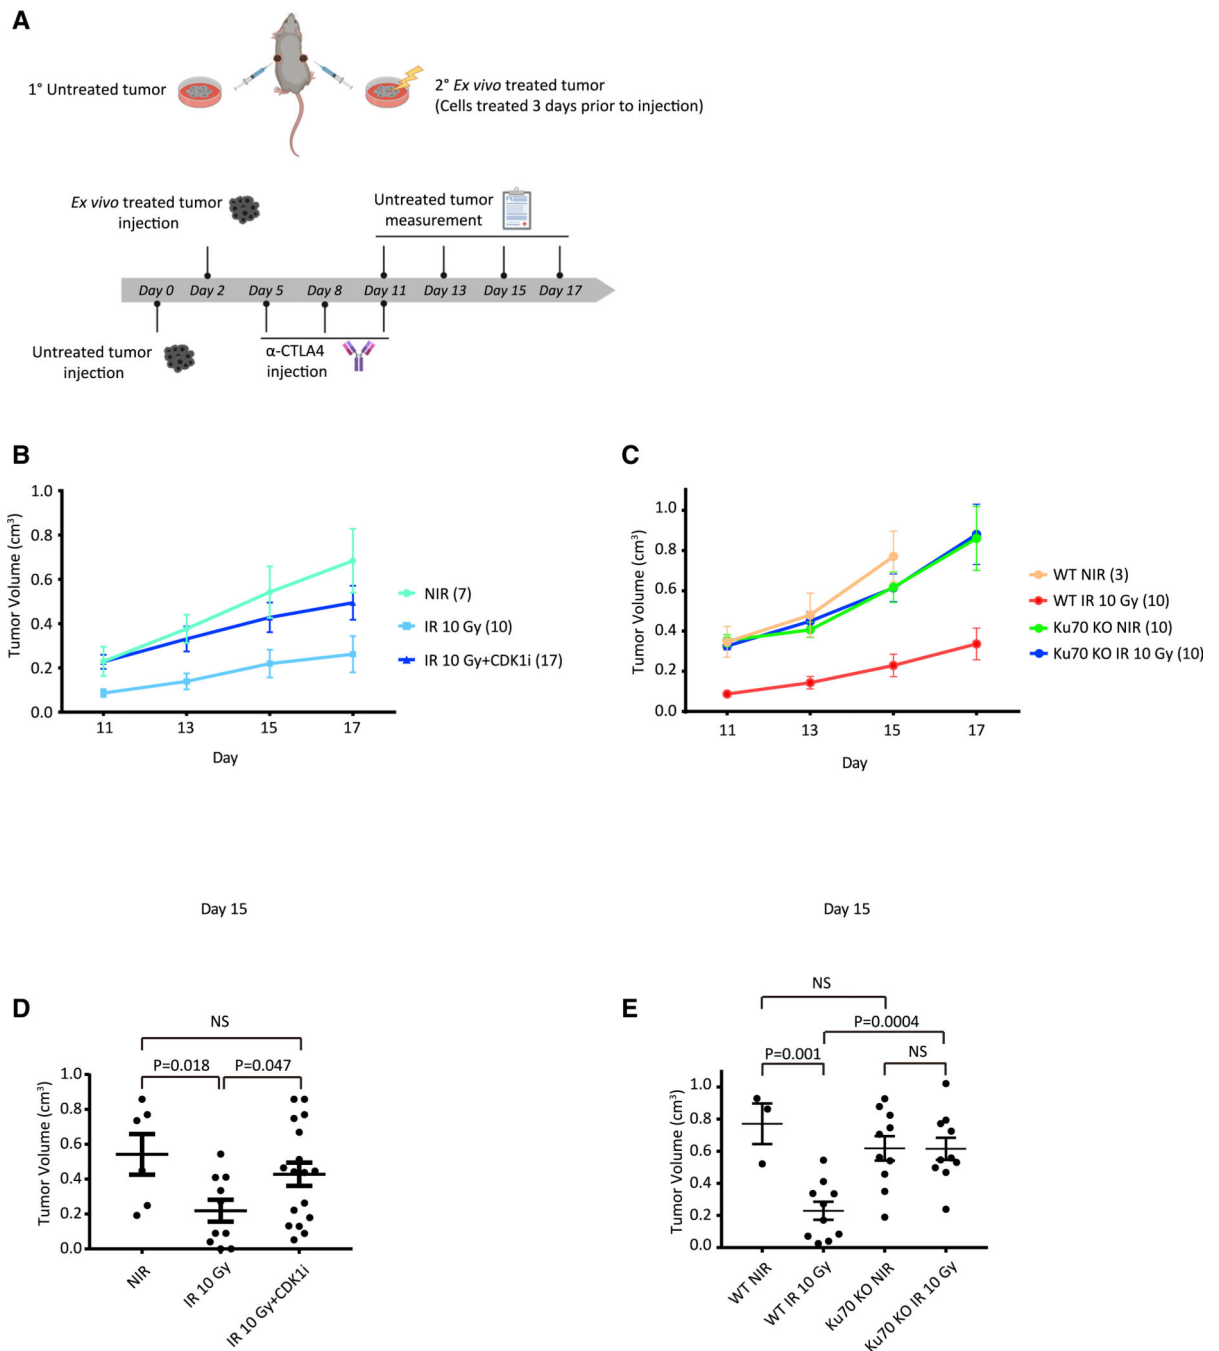 A
1° Untreated tumor
2° Ex vivo treated tumor
(Cells treated 3 days prior to injection)
Ex vivo treated tumor
injection
Untreated tumor
measurement
Day 0
Day 2
Day 5
Day 8
Day 11
Day 13
Day 15
Day 17
Untreated tumor
injection
α-CTLA4
injection
B
Tumor Volume (cm³)
1.0
0.8
0.6
0.4
0.2
0.0
11
13
15
17
Day
NIR (7)
IR 10 Gy (10)
IR 10 Gy+CDK1i (17)
C
Tumor Volume (cm³)
1.0
0.8
0.6
0.4
0.2
0.0
11
13
15
17
Day
WT NIR (3)
WT IR 10 Gy (10)
Ku70 KO NIR (10)
Ku70 KO IR 10 Gy (10)
Day 15
D
NS
P=0.018
P=0.047
Tumor Volume (cm³)
1.0
0.8
0.6
0.4
0.2
0.0
NIR
IR 10 Gy
IR 10 Gy+CDK1i
Day 15
E
NS
P=0.0004
P=0.001
NS
Tumor Volume (cm³)
1.0
0.8
0.6
0.4
0.2
0.0
WT NIR
WT IR 10 Gy
Ku70 KO NIR
Ku70 KO IR 10 Gy